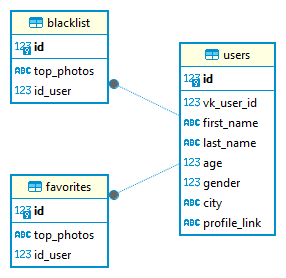 blacklist
123 id
ABC top_photos
123 id_user
users
123 id
123 vk_user_id
ABC first_name
ABC last_name
123 age
123 gender
ABC city
ABC profile_link
favorites
123 id
ABC top_photos
123 id_user